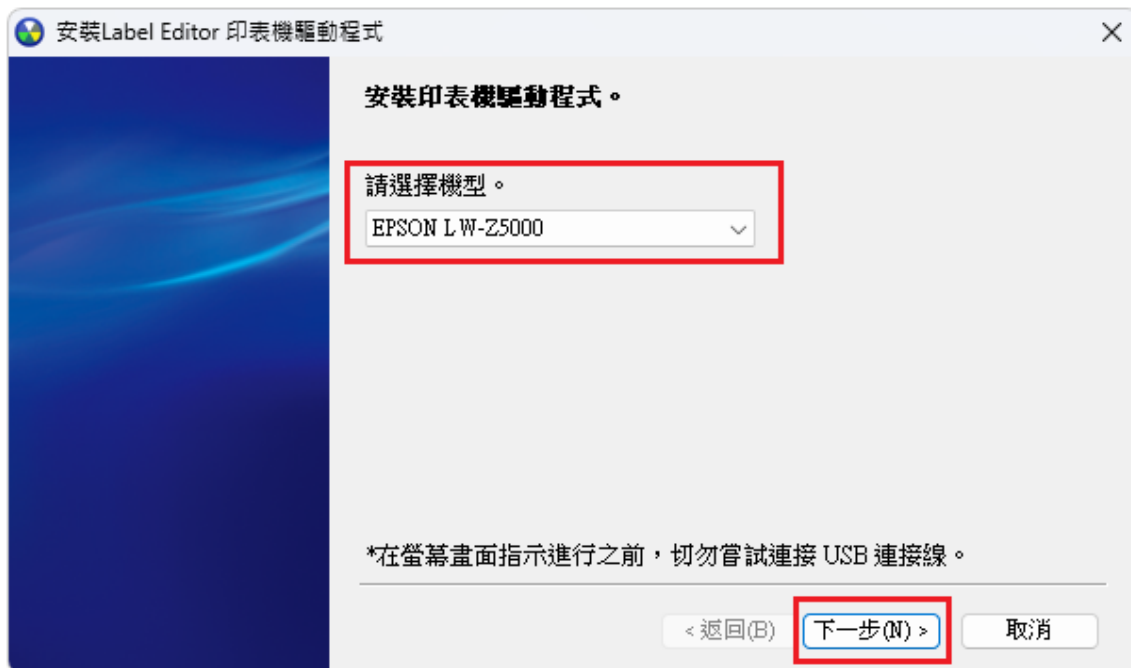 安裝Label Editor 印表機驅動程式
安裝印表機驅動程式。
請選擇機型。
EPSON LW-Z5000
*在螢幕畫面指示進行之前，切勿嘗試連接 USB 連接線。
<返回(B)
下一步(N) >
取消